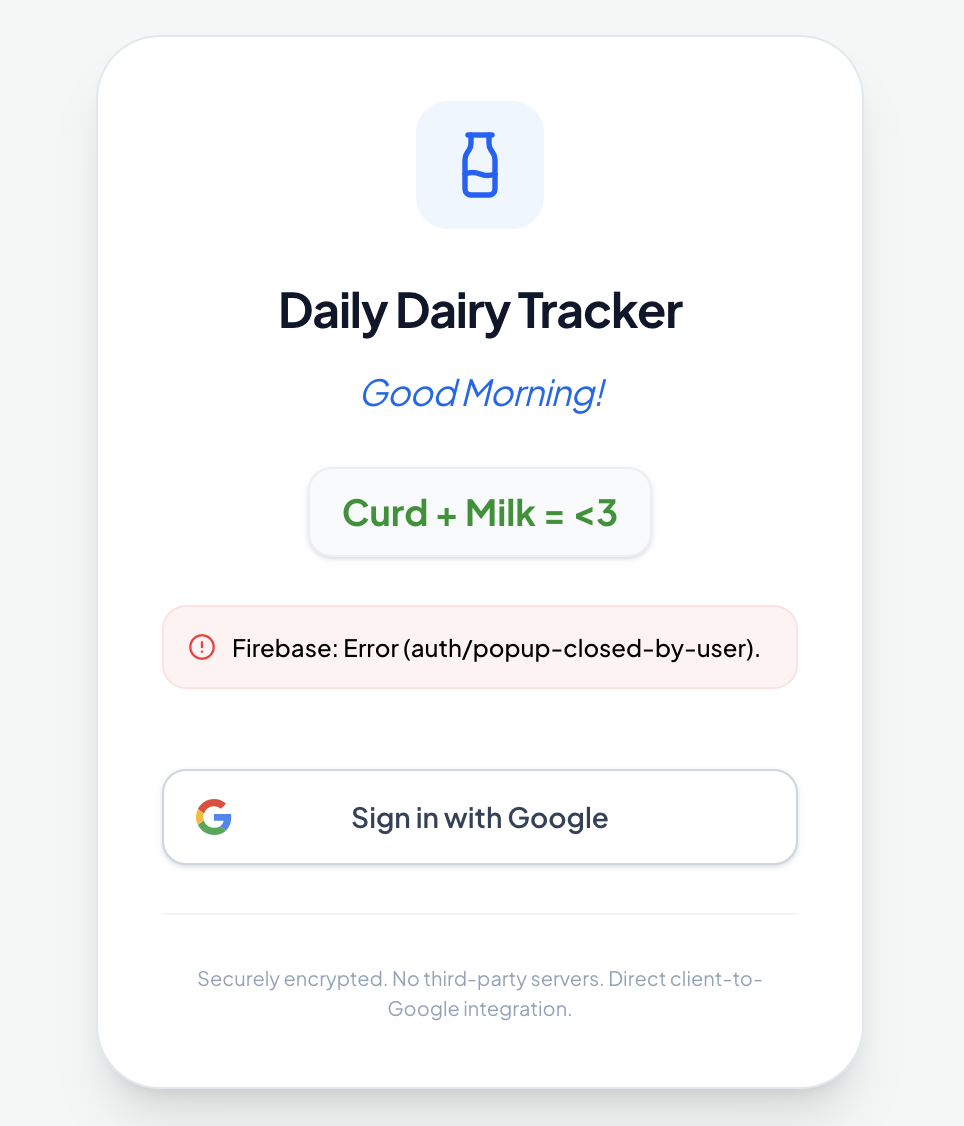 Daily Dairy Tracker
Good Morning!
Curd + Milk = <3
Firebase: Error (auth/popup-closed-by-user).
Sign in with Google
Securely encrypted. No third-party servers. Direct client-to-
Google integration.